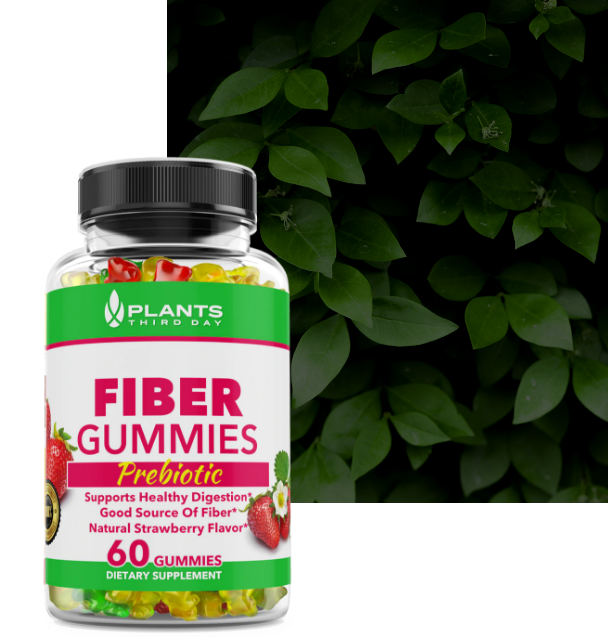 PLANTS
THIRD DAY
FIBER
GUMMIES
Prebiotic
Supports Healthy Digestion*
Good Source Of Fiber*
Natural Strawberry Flavor*
60 GUMMIES
DIETARY SUPPLEMENT